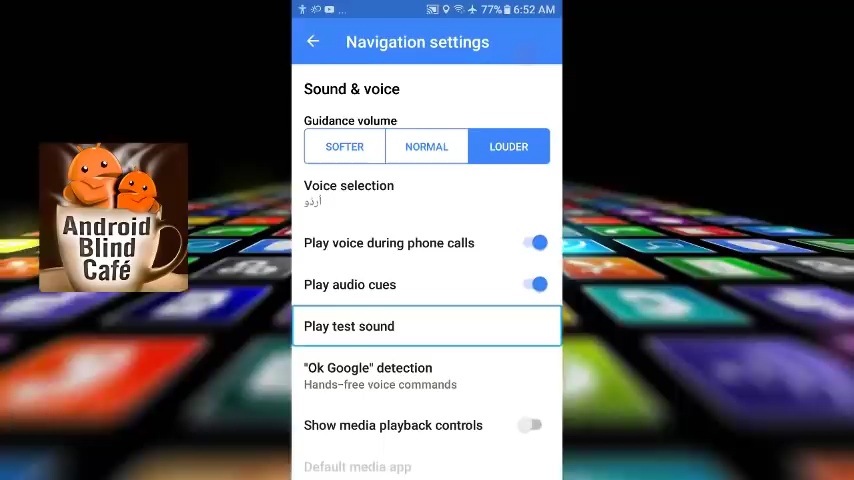 ... 77% 6:52 AM
Navigation settings
Sound & voice
Guidance volume
SOFTER NORMAL LOUDER
Voice selection
اُردُو
Play voice during phone calls
Play audio cues
Play test sound
"Ok Google" detection
Hands-free voice commands
Show media playback controls
Default media app
Android
Blind
Café